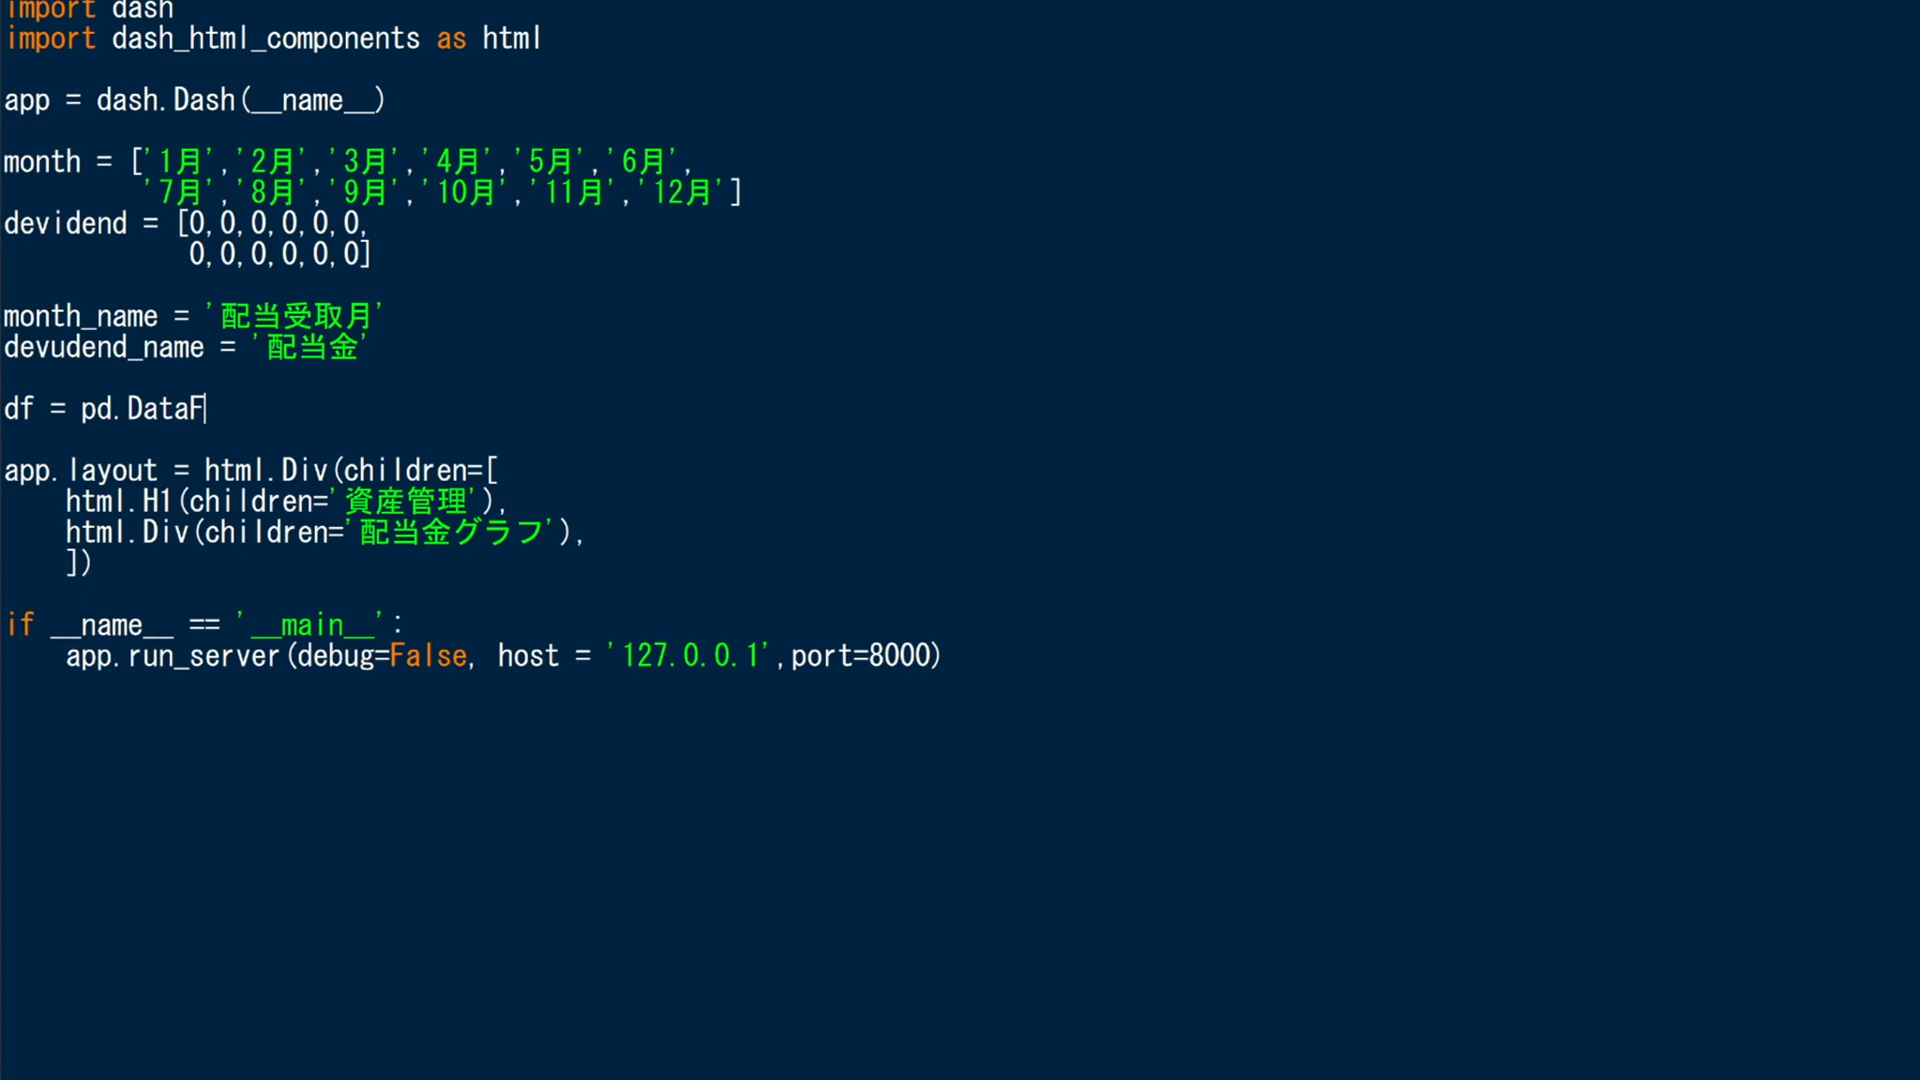 import dash
import dash_html_components as html
app = dash.Dash(__name__)
month = ['1月','2月','3月','4月','5月','6月',
'7月','8月','9月','10月','11月','12月']
devidend = [0,0,0,0,0,0,
0,0,0,0,0,0]
month_name = '配当受取月'
devudend_name = '配当金'
df = pd.DataF
app.layout = html.Div(children=[
html.H1(children='資産管理'),
html.Div(children='配当金グラフ'),
])
if __name__ == '__main__':
app.run_server(debug=False, host = '127.0.0.1',port=8000)